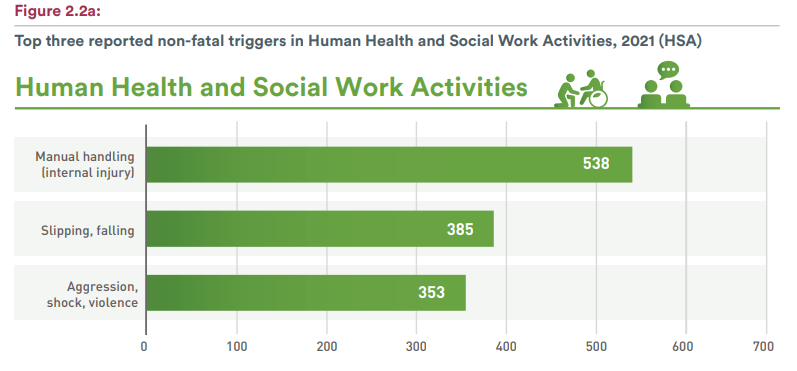 Figure 2.2a:
Top three reported non-fatal triggers in Human Health and Social Work Activities, 2021 (HSA)
Human Health and Social Work Activities
Manual handling
(internal injury)
538
Slipping, falling
385
Aggression,
shock, violence
353
0 100 200 300 400 500 600 700